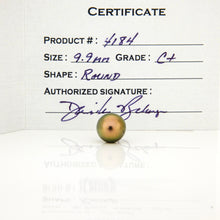 CERTIFICATE
PRODUCT #: 4184
SIZE: 9.9mm GRADE: C+
SHAPE: ROUND
AUTHORIZED SIGNATURE: